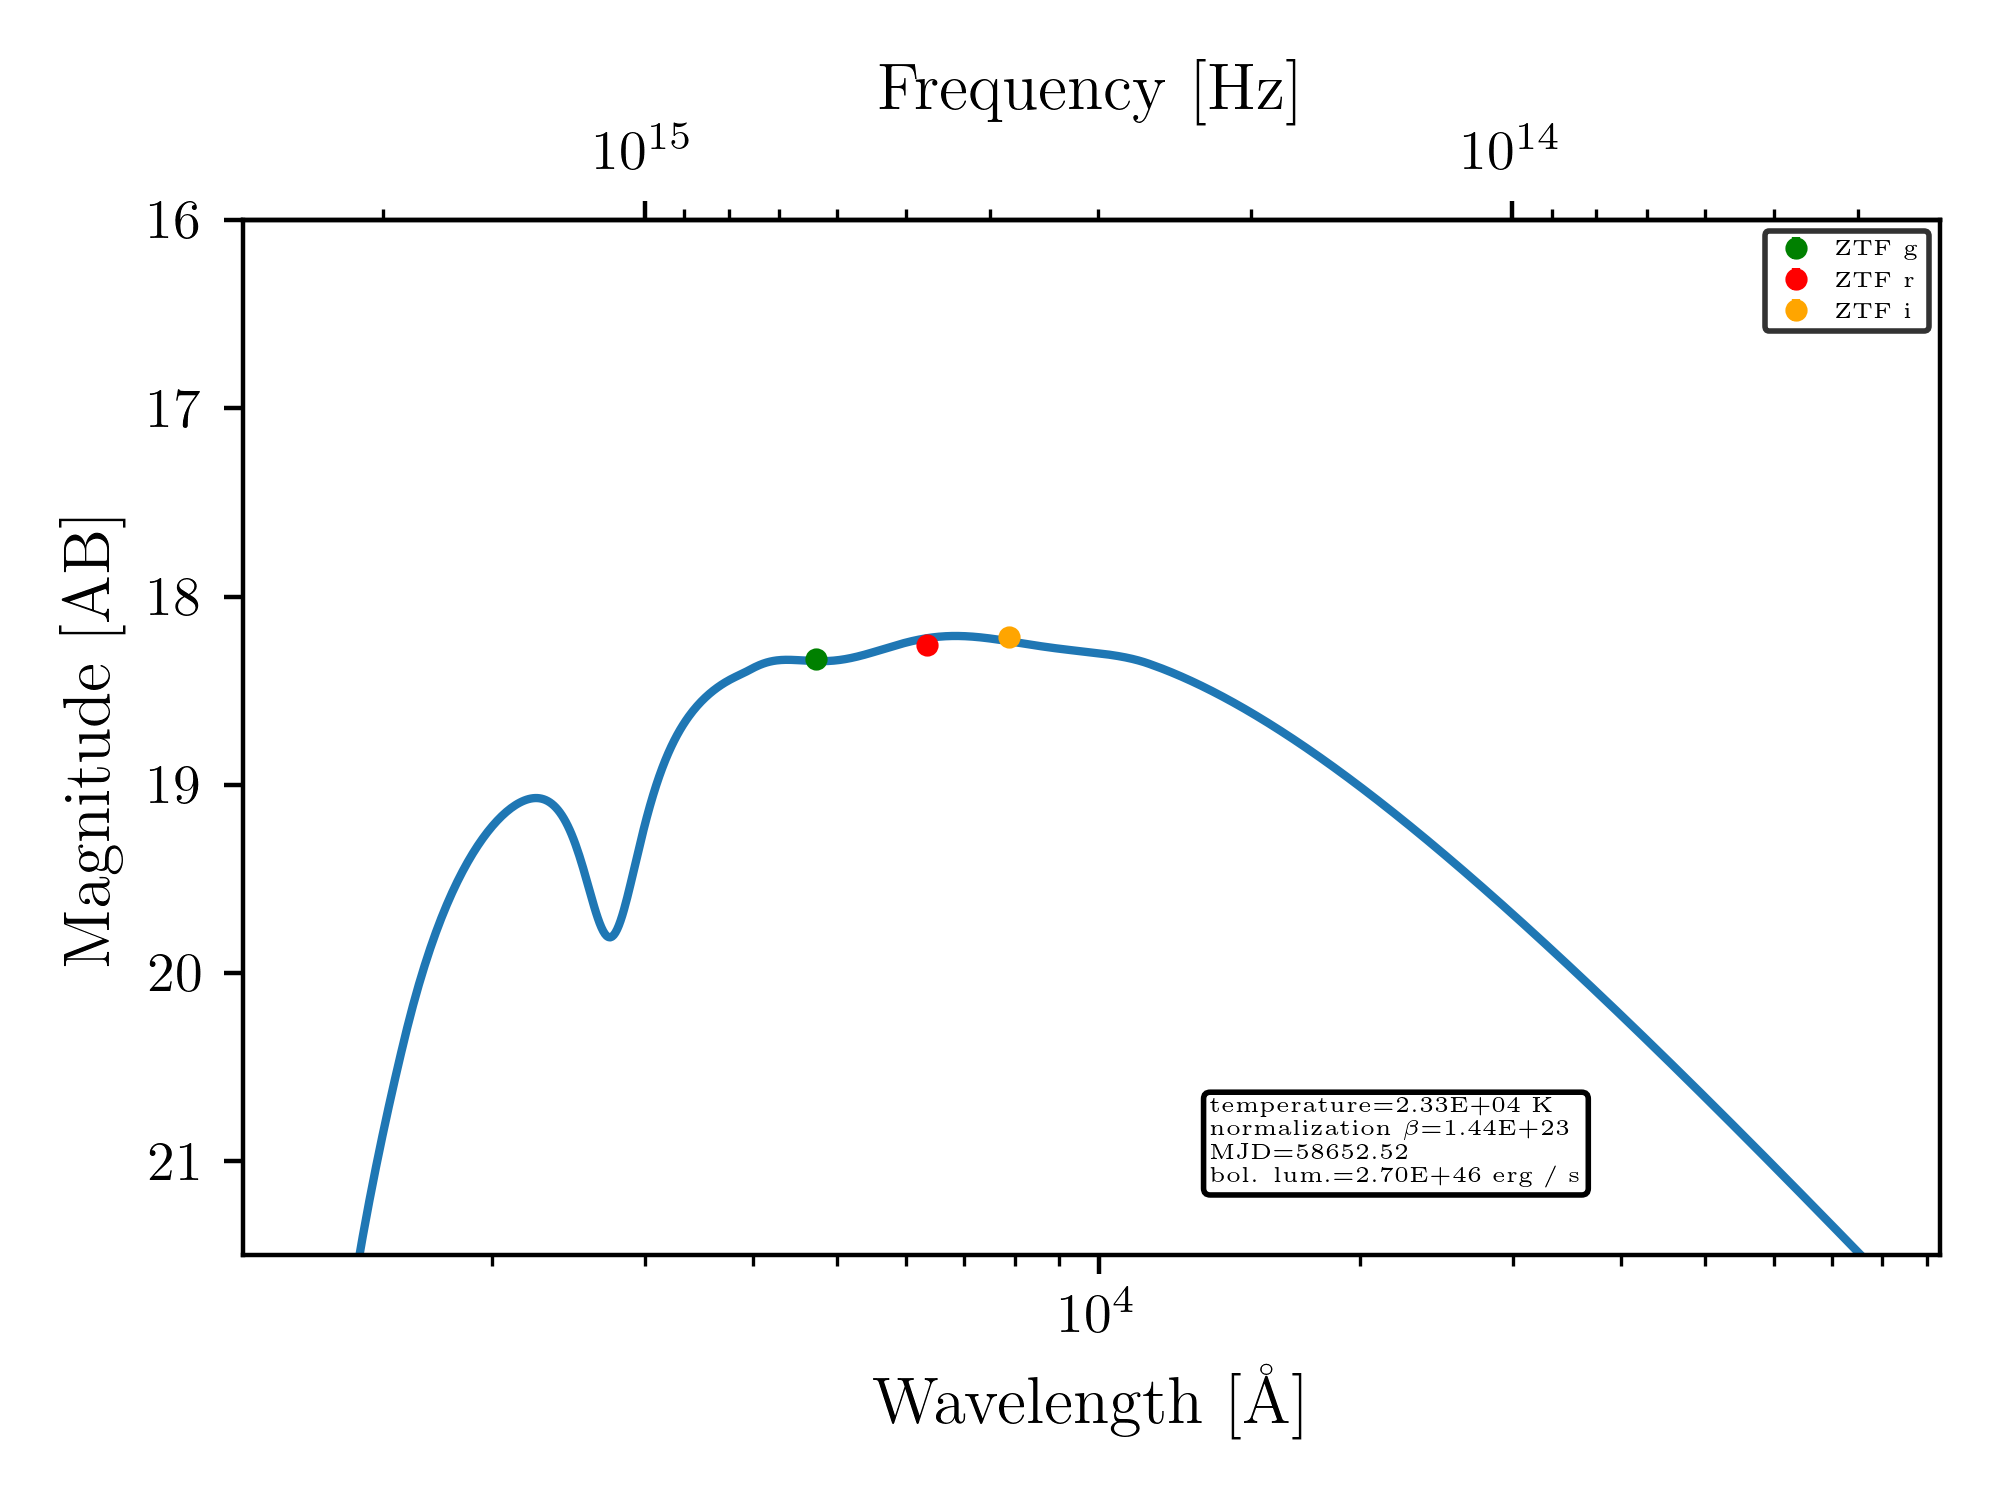 Frequency [Hz]
10^15 10^14
16
17
18
19
20
21
Magnitude [AB]
ZTF g
ZTF r
ZTF i
temperature=2.33E+04 K
normalization β=1.44E+23
MJD=58652.52
bol. lum.=2.70E+46 erg / s
10^4
Wavelength [Å]